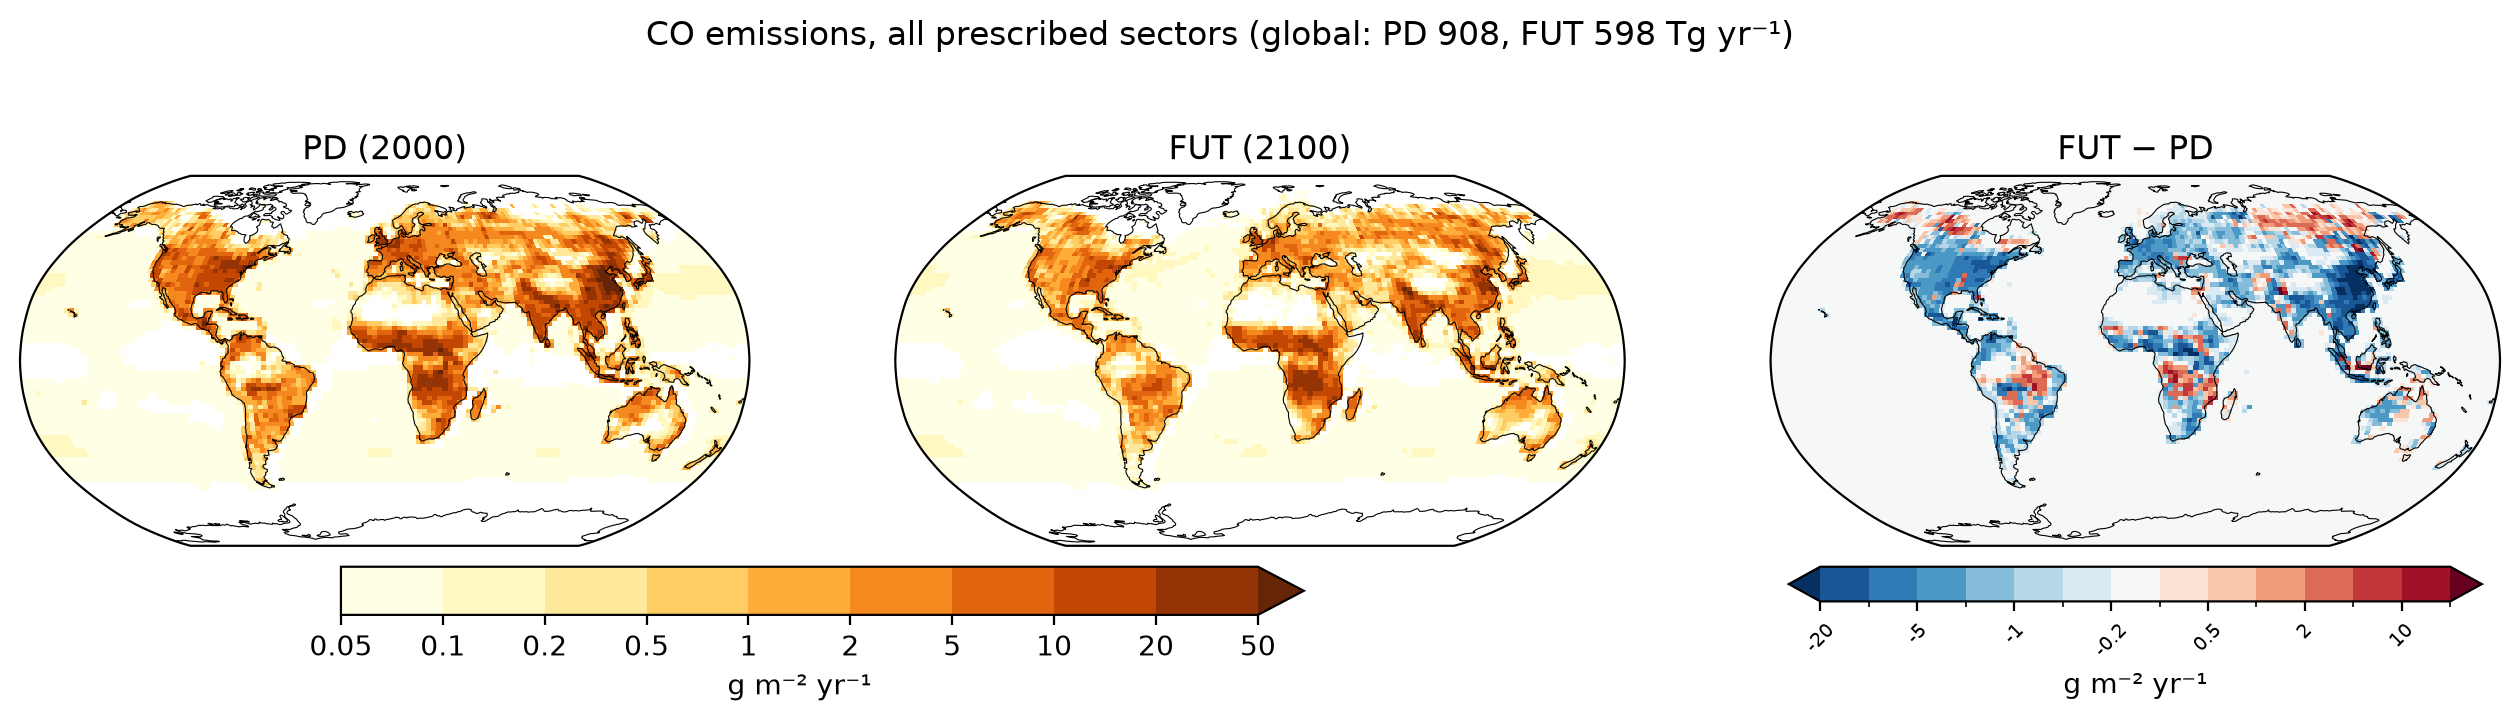 CO emissions, all prescribed sectors (global: PD 908, FUT 598 Tg yr⁻¹)
PD (2000)
FUT (2100)
FUT − PD
0.05 0.1 0.2 0.5 1 2 5 10 20 50
g m⁻² yr⁻¹
-20 -5 -1 -0.2 0.5 2 10
g m⁻² yr⁻¹